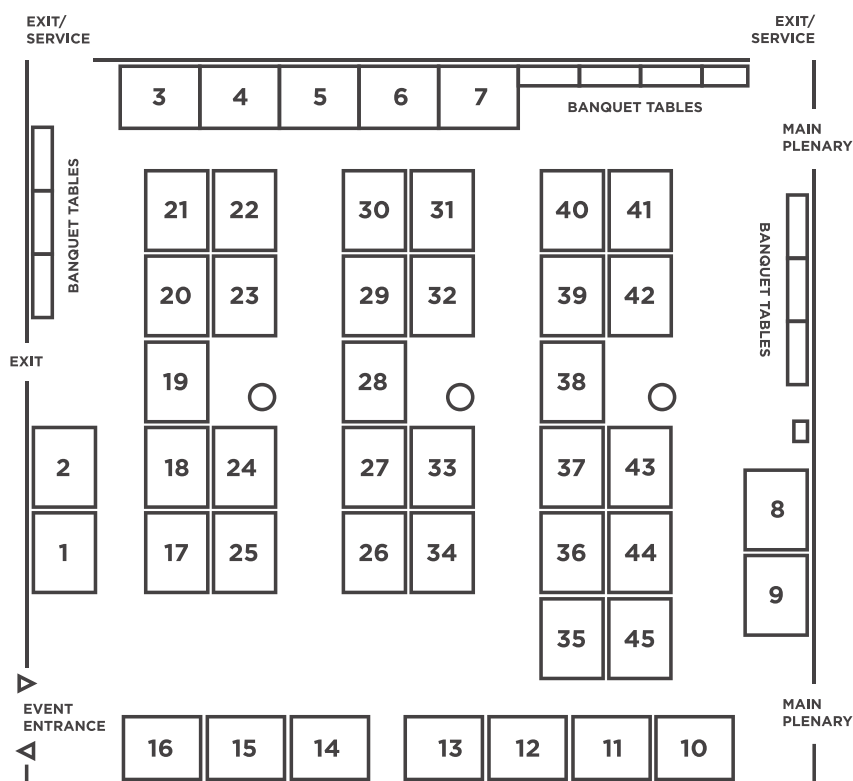 EXIT/
SERVICE
EXIT/
SERVICE
3 4 5 6 7
BANQUET TABLES
MAIN
PLENARY
BANQUET TABLES
21 22 30 31 40 41
BANQUET TABLES
20 23 29 32 39 42
EXIT
19 28 38
2 18 24 27 33 37 43
8
1 17 25 26 34 36 44
9
35 45
EVENT
ENTRANCE
MAIN
PLENARY
16 15 14 13 12 11 10